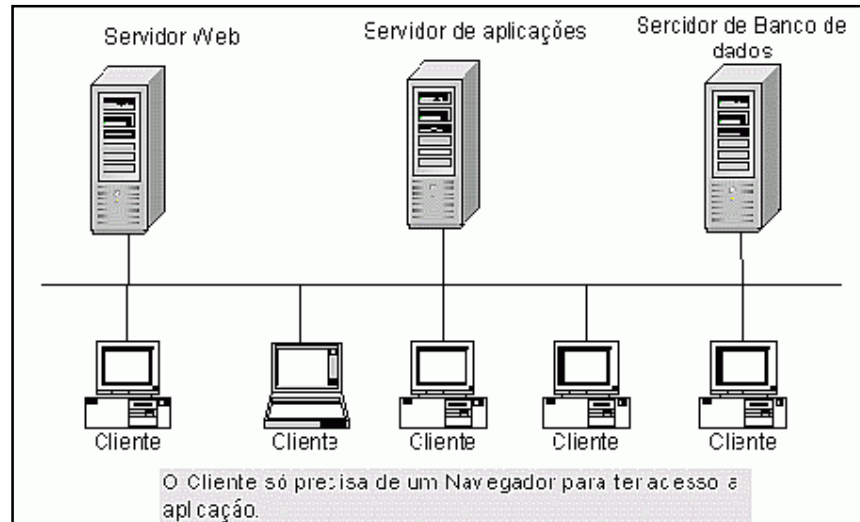 Servidor Web
Servidor de aplicações
Sercidor de Banco de
dados
Cliente
Cliente
Cliente
Cliente
Cliente
O Cliente só precisa de um Navegador para ter acesso a
aplicação.